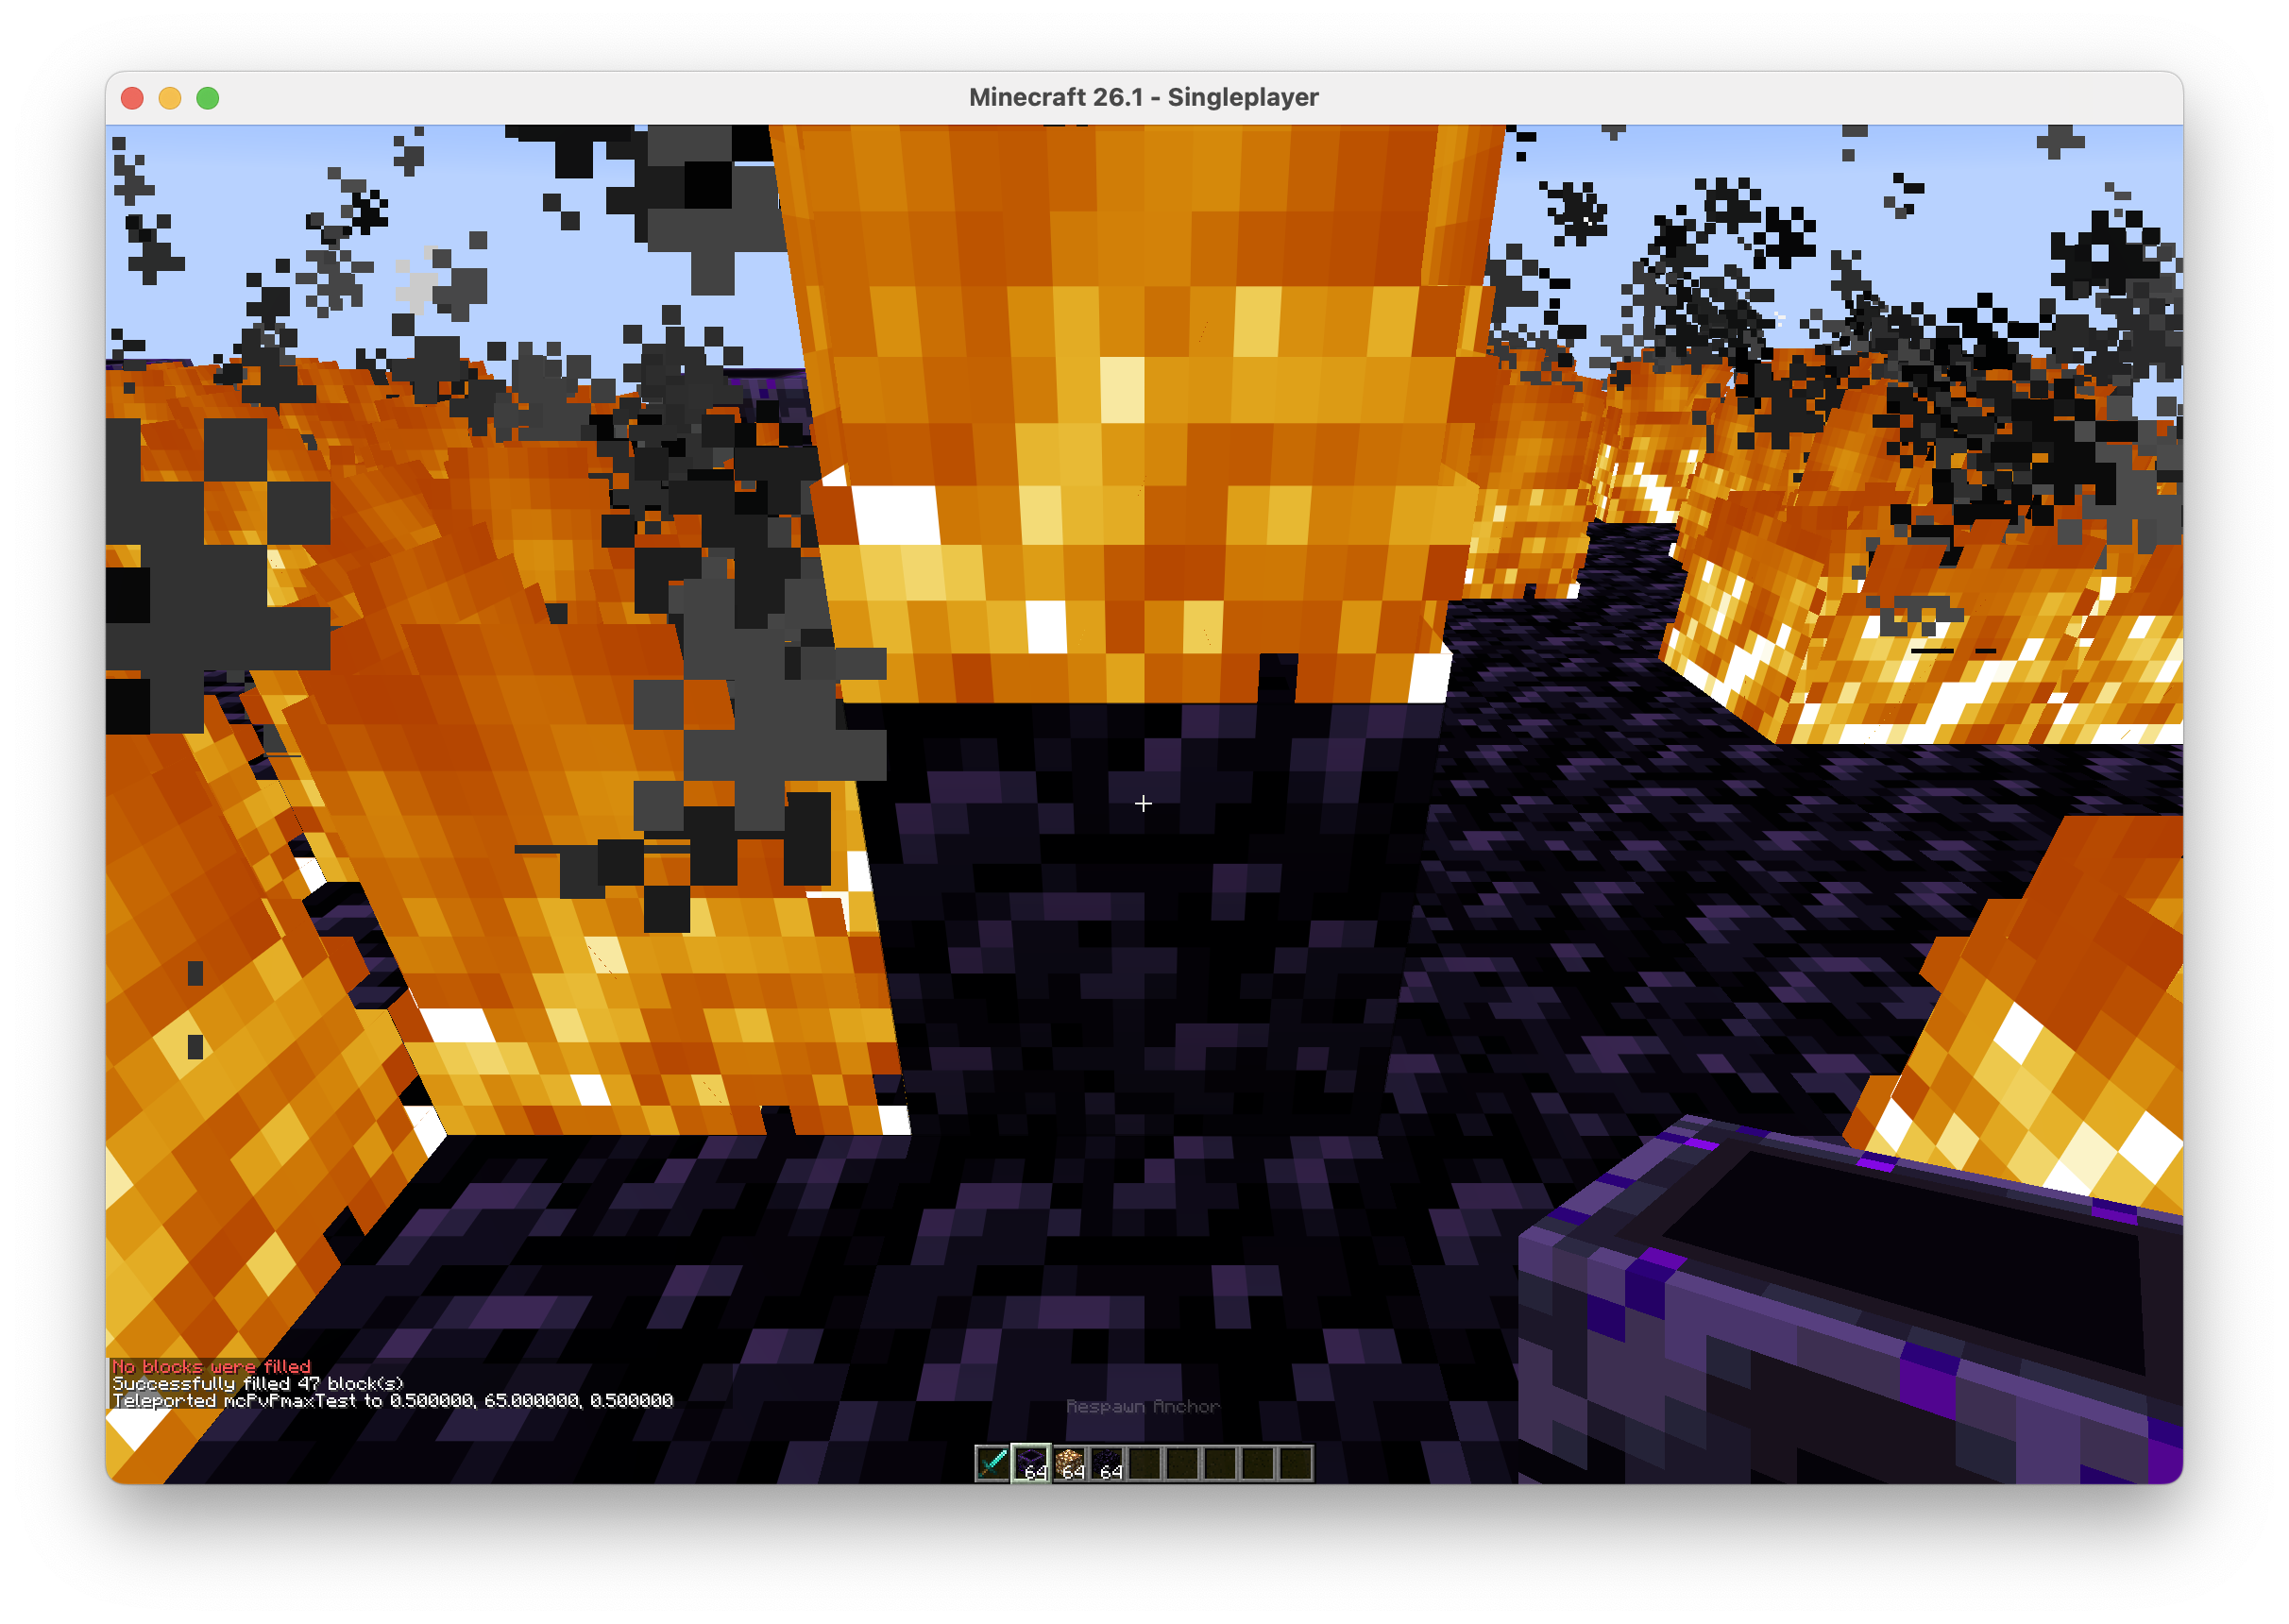 Minecraft 26.1 - Singleplayer
No blocks were filled
Successfully filled 47 block(s)
Teleported mcPvPmaxTest to 0.500000, 65.000000, 0.500000
Respawn Anchor
64 64 64